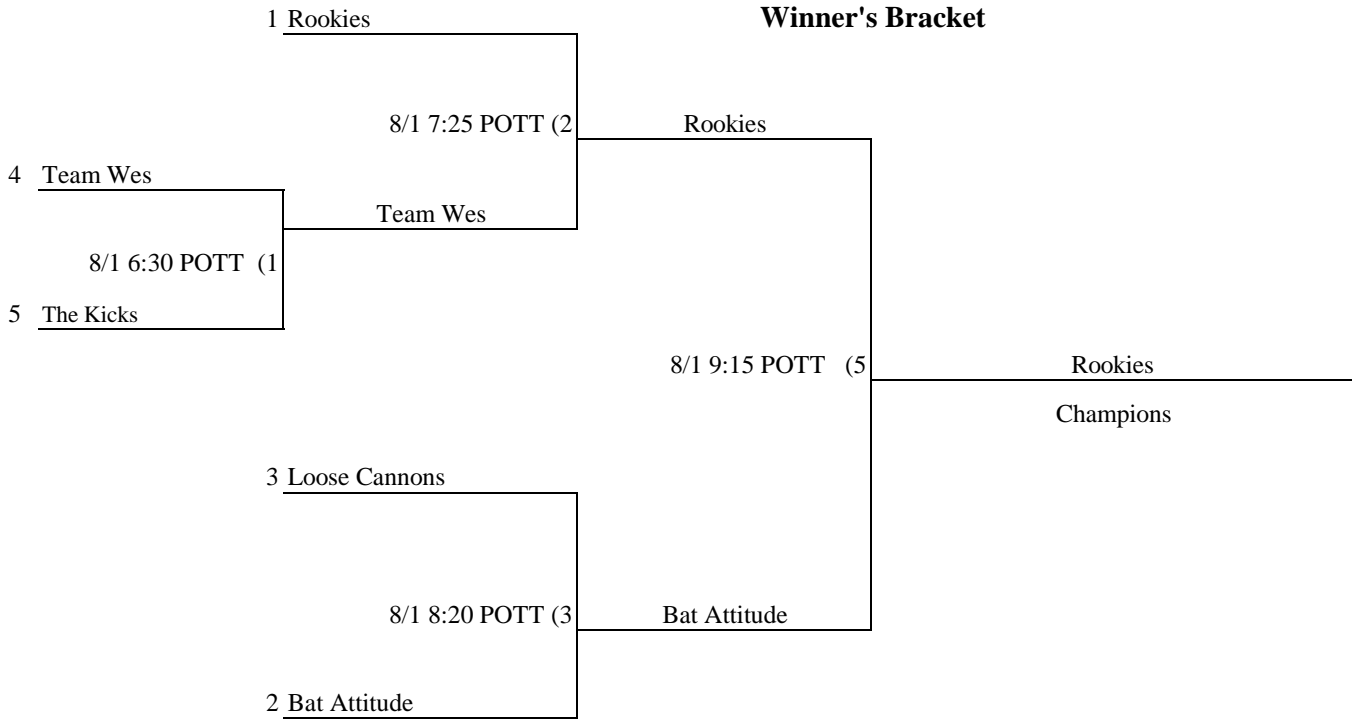 1 Rookies
Winner's Bracket
8/1 7:25 POTT (2
Rookies
4 Team Wes
Team Wes
8/1 6:30 POTT (1
5 The Kicks
8/1 9:15 POTT (5
Rookies
Champions
3 Loose Cannons
8/1 8:20 POTT (3
Bat Attitude
2 Bat Attitude